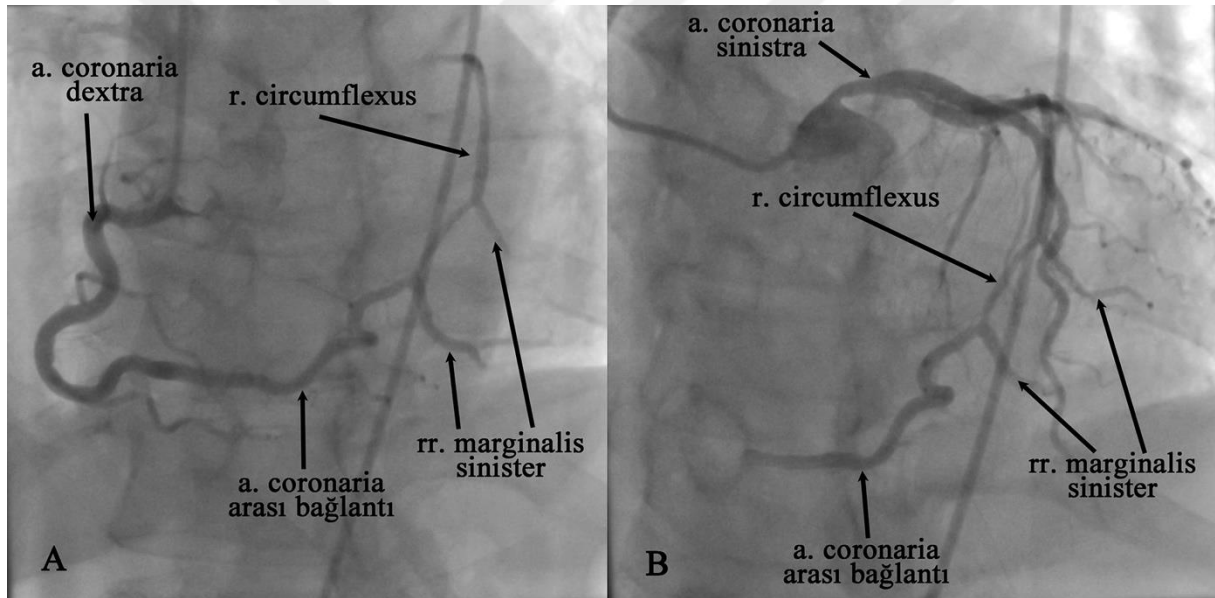 a. coronaria
dextra
r. circumflexus
rr. marginalis
sinister
a. coronaria
arası bağlantı
A
a. coronaria
sinistra
r. circumflexus
rr. marginalis
sinister
a. coronaria
arası bağlantı
B